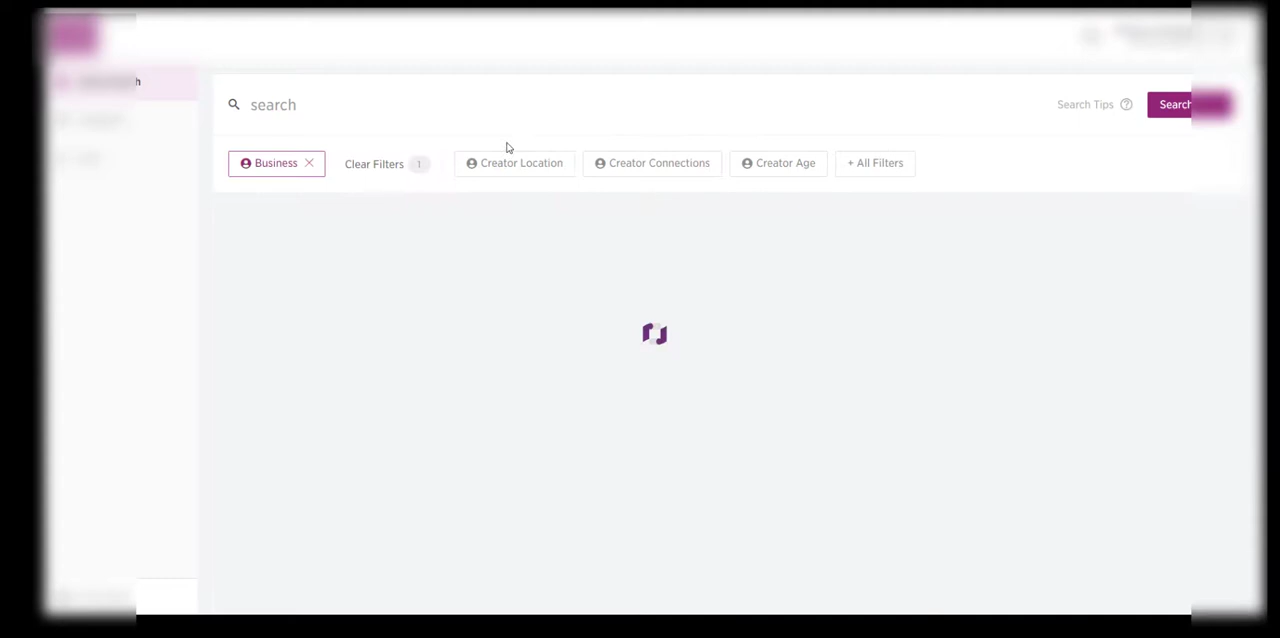 search
Search Tips
Search
Business
Clear Filters 1
Creator Location
Creator Connections
Creator Age
+ All Filters